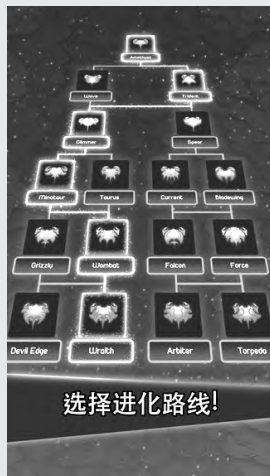 Amethyst
Wave Trident
Glimmer Spear
Minotaur Taurus Current Bladewing
Grizzly Wombat Falcon Force
Devil Edge Wraith Arbiter Torpedo
选择进化路线!